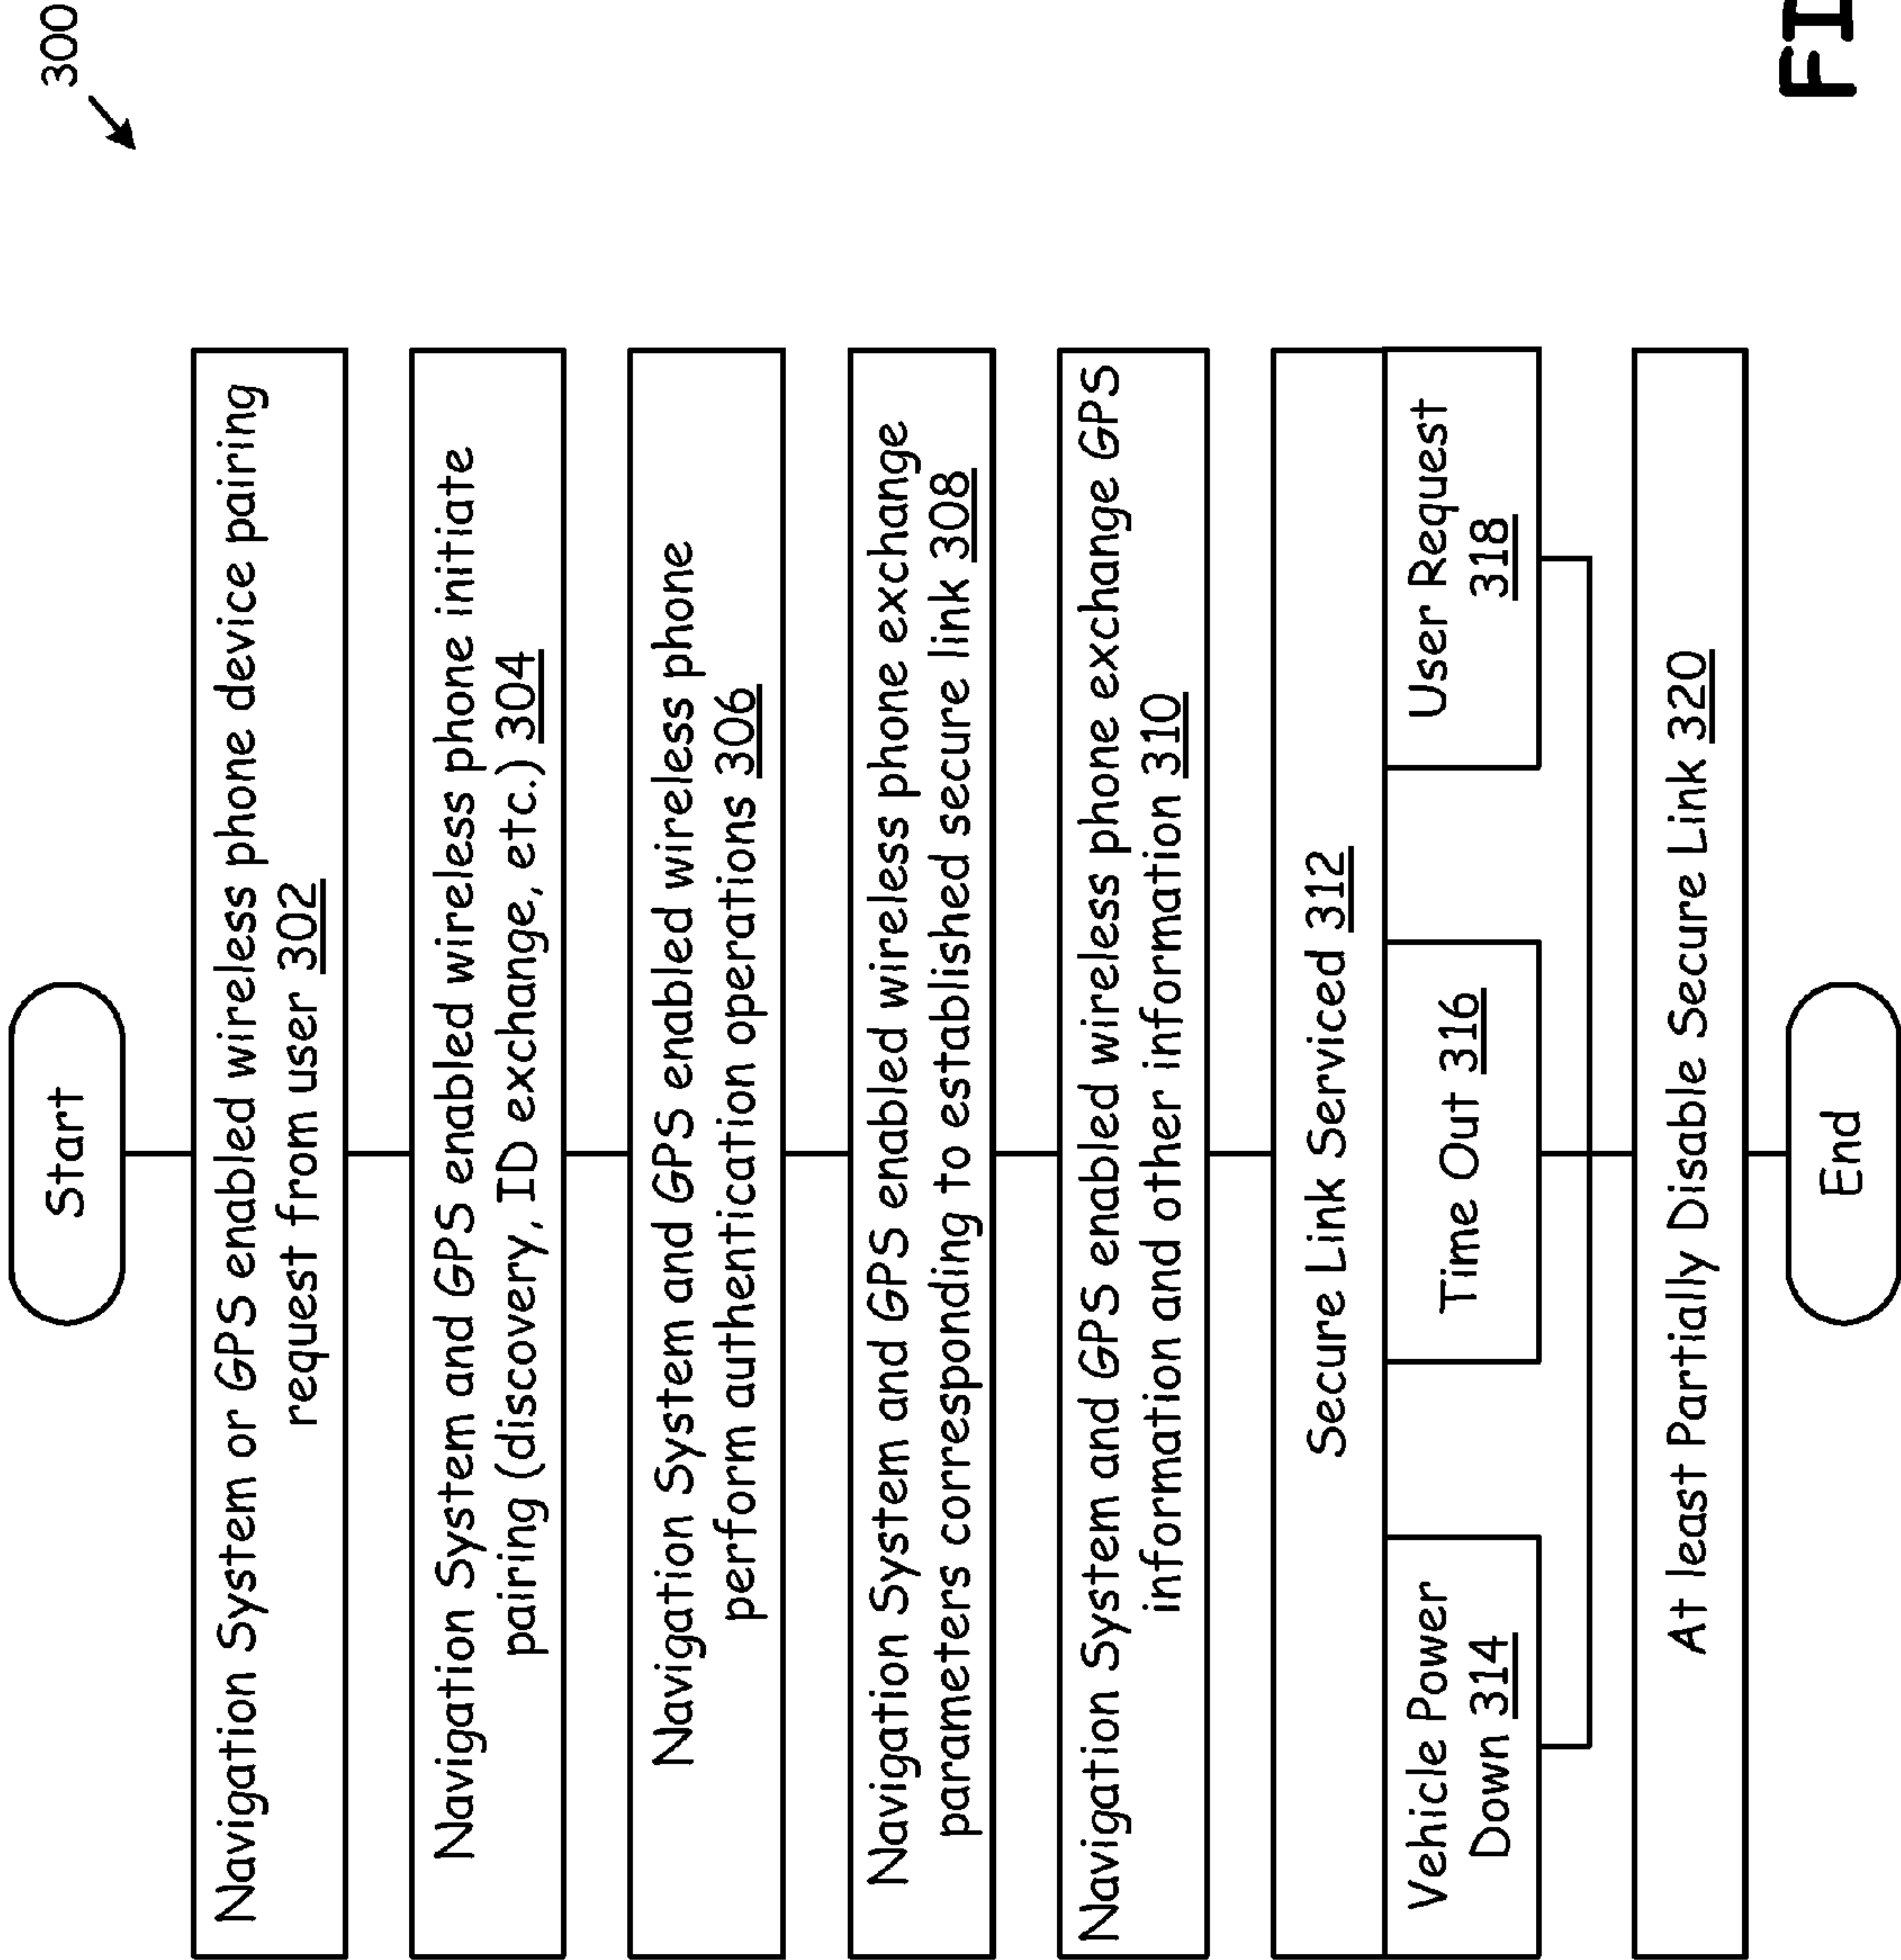 300
Start
Navigation System or GPS enabled wireless phone device pairing
request from user 302
Navigation System and GPS enabled wireless phone initiate
pairing (discovery, ID exchange, etc.) 304
Navigation System and GPS enabled wireless phone
perform authentication operations 306
Navigation System and GPS enabled wireless phone exchange
parameters corresponding to established secure link 308
Navigation System and GPS enabled wireless phone exchange GPS
information and other information 310
Secure Link Serviced 312
Vehicle Power
Down 314
Time Out 316
User Request
318
At least Partially Disable Secure Link 320
End
FI